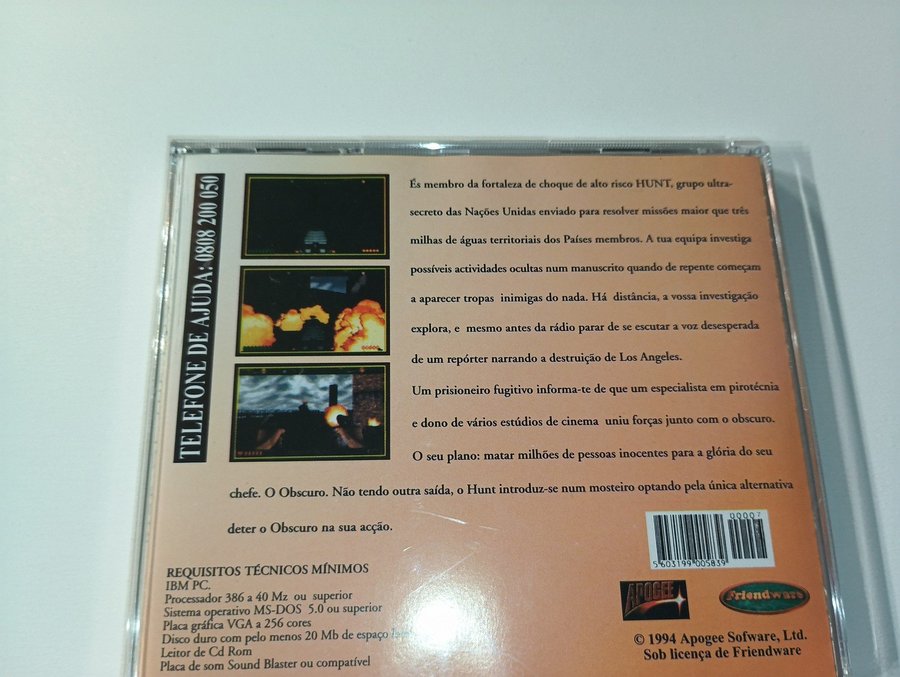 TELEFONE DE AJUDA: 0808 200 050
És membro da fortaleza de choque de alto risco HUNT, grupo ultra-
secreto das Nações Unidas enviado para resolver missões maior que três
milhas de águas territoriais dos Países membros. A tua equipa investiga
possíveis actividades ocultas num manuscrito quando de repente começam
a aparecer tropas inimigas do nada. Há distância, a vossa investigação
explora, e mesmo antes da rádio parar de se escutar a voz desesperada
de um repórter narrando a destruição de Los Angeles.
Um prisioneiro fugitivo informa-te de que um especialista em pirotécnia
e dono de vários estúdios de cinema uniu forças junto com o obscuro.
O seu plano: matar milhões de pessoas inocentes para a glória do seu
chefe. O Obscuro. Não tendo outra saída, o Hunt introduz-se num mosteiro optando pela única alternativa
deter o Obscuro na sua acção.
REQUISITOS TÉCNICOS MÍNIMOS
IBM PC.
Processador 386 a 40 Mz ou superior
Sistema operativo MS-DOS 5.0 ou superior
Placa gráfica VGA a 256 cores
Disco duro com pelo menos 20 Mb de espaço
Leitor de Cd Rom
Placa de som Sound Blaster ou compatível
00007
5 603199 005839
APOGEE
Friendware
© 1994 Apogee Sofware, Ltd.
Sob licença de Friendware